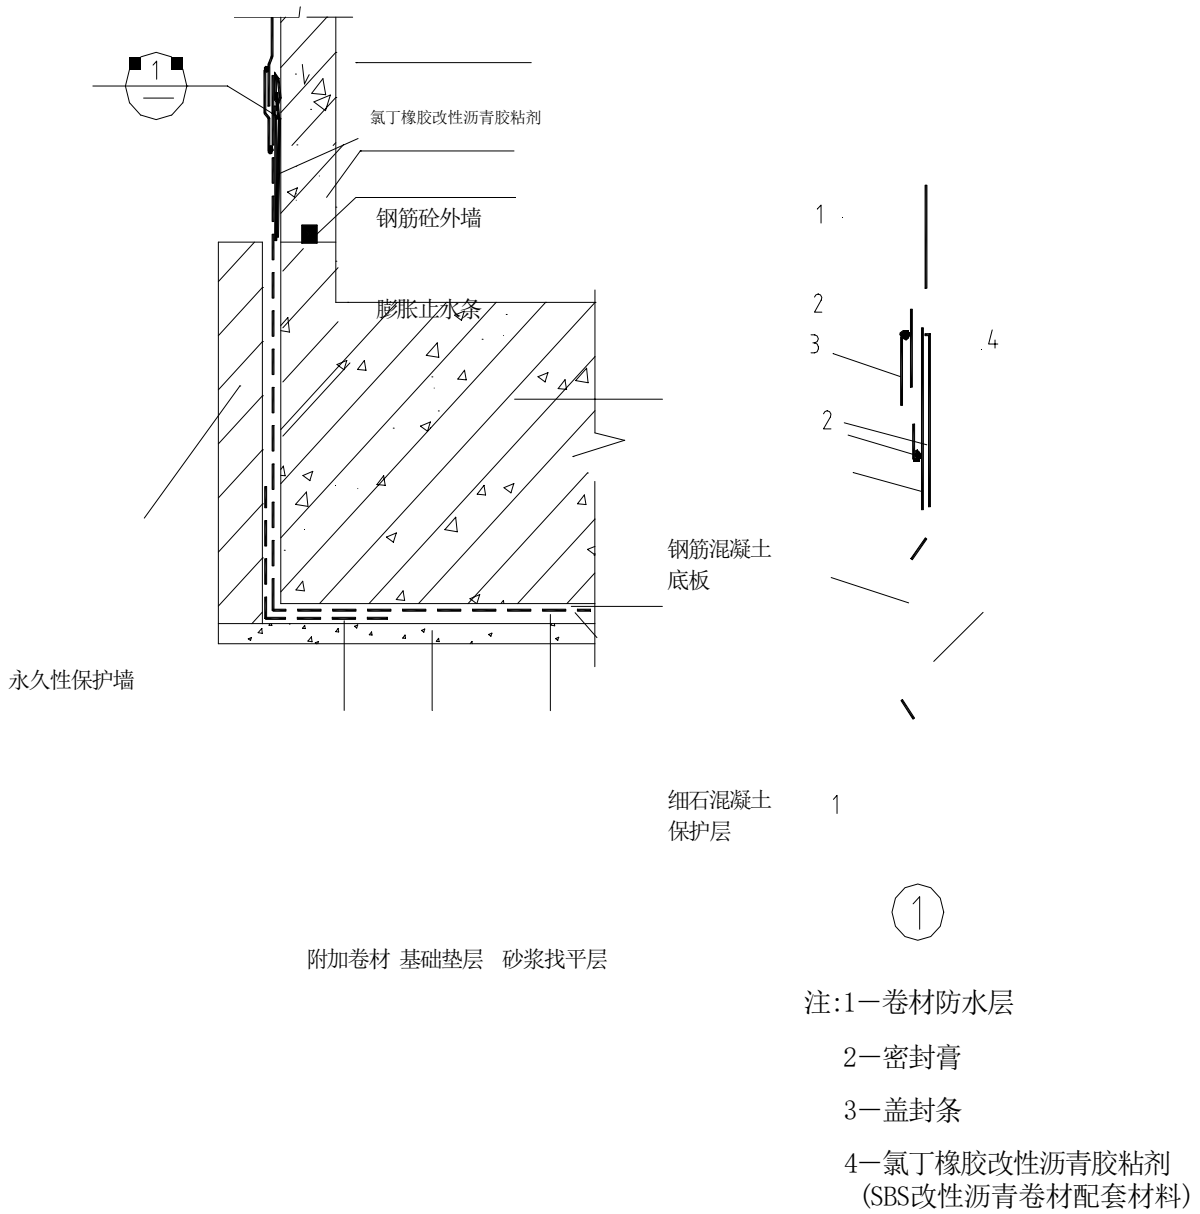 1
氯丁橡胶改性沥青胶粘剂
钢筋砼外墙
膨胀止水条
钢筋混凝土
底板
永久性保护墙
细石混凝土
保护层
附加卷材 基础垫层 砂浆找平层
1
2
3
4
2
1
1
注:1－卷材防水层
2－密封膏
3－盖封条
4－氯丁橡胶改性沥青胶粘剂
(SBS改性沥青卷材配套材料)